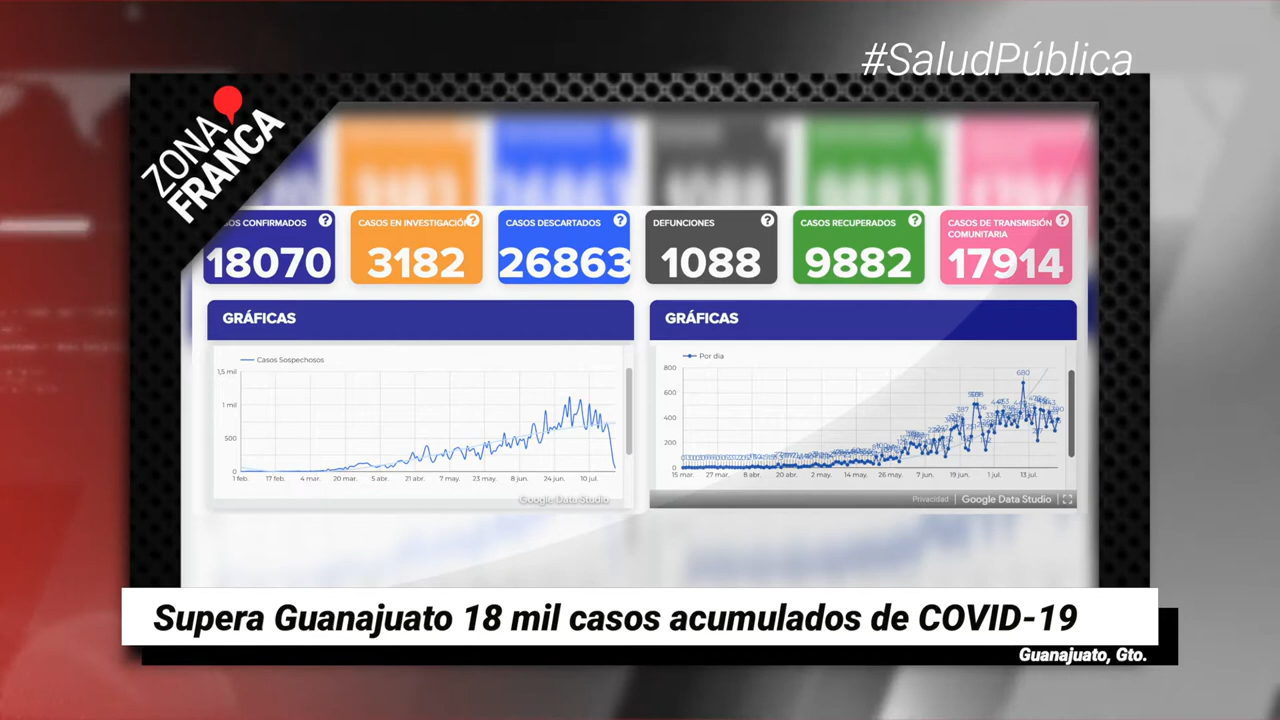 #SaludPública
ZONA
FRANCA
OS CONFIRMADOS
18070
CASOS EN INVESTIGACIÓN
3182
CASOS DESCARTADOS
26863
DEFUNCIONES
1088
CASOS RECUPERADOS
9882
CASOS DE TRANSMISIÓN
COMUNITARIA
17914
GRÁFICAS
Casos Sospechosos
1,5 mil
1 mil
500
0
1 feb. 17 feb. 4 mar. 20 mar. 5 abr. 21 abr. 7 may. 23 may. 8 jun. 24 jun. 10 jul.
Google Data Studio
GRÁFICAS
Por dia
800
600
400
200
0
680
387
15 mar. 27 mar. 8 abr. 20 abr. 2 may. 14 may. 26 may. 7 jun. 19 jun. 1 jul. 13 jul.
Privacidad | Google Data Studio
Supera Guanajuato 18 mil casos acumulados de COVID-19
Guanajuato, Gto.